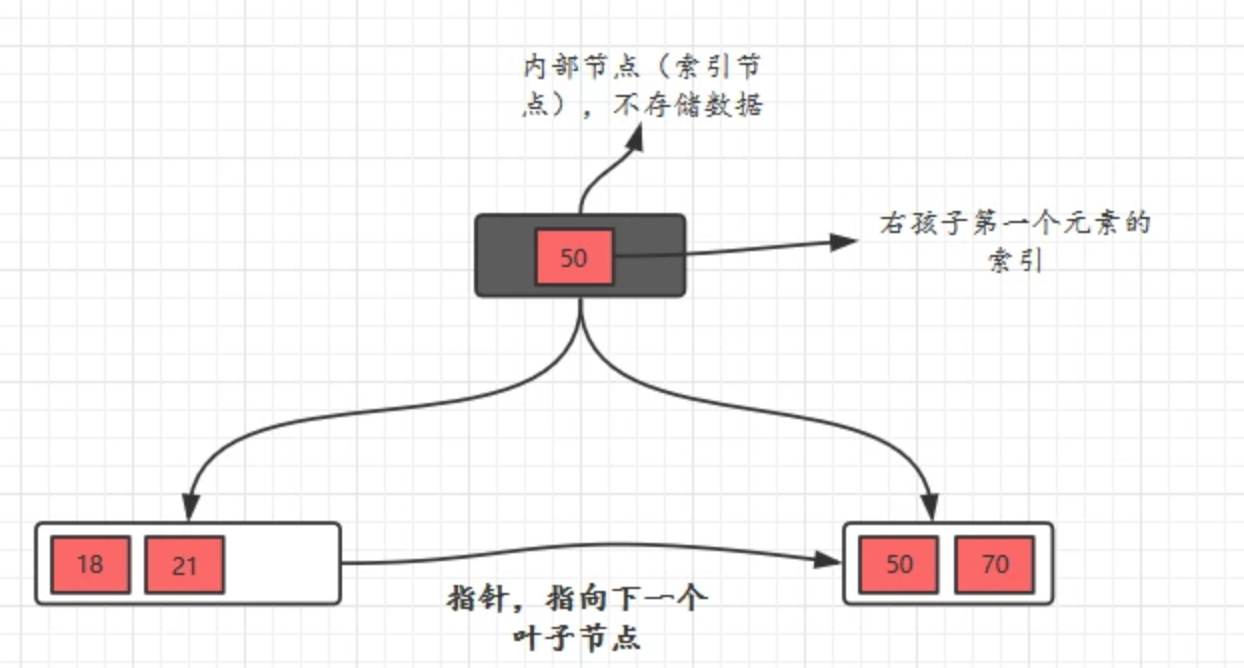 内部节点（索引节
点），不存储数据
50
右孩子第一个元素的
索引
18
21
50
70
指针，指向下一个
叶子节点